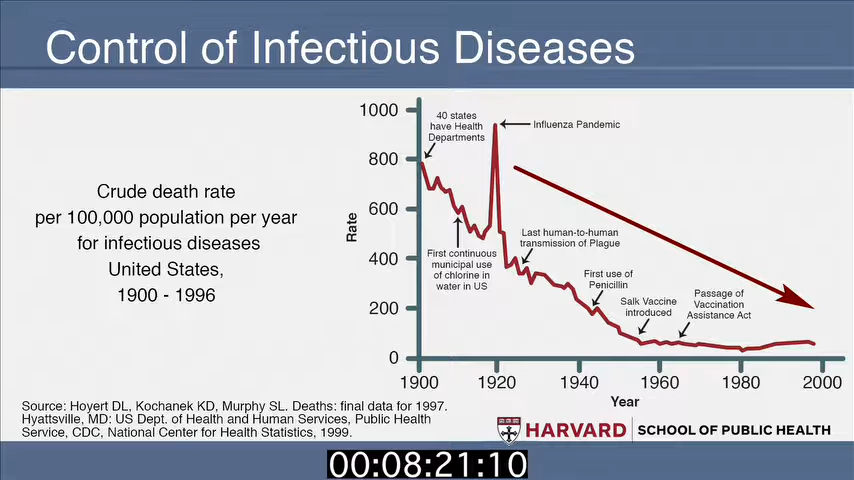 Control of Infectious Diseases
Crude death rate
per 100,000 population per year
for infectious diseases
United States,
1900 - 1996
Rate
1000
800
600
400
200
0
40 states
have Health
Departments
Influenza Pandemic
First continuous
municipal use
of chlorine in
water in US
Last human-to-human
transmission of Plague
First use of
Penicillin
Salk Vaccine
introduced
Passage of
Vaccination
Assistance Act
1900
1920
1940
1960
1980
2000
Year
Source: Hoyert DL, Kochanek KD, Murphy SL. Deaths: final data for 1997.
Hyattsville, MD: US Dept. of Health and Human Services, Public Health
Service, CDC, National Center for Health Statistics, 1999.
HARVARD SCHOOL OF PUBLIC HEALTH
00:08:21:10